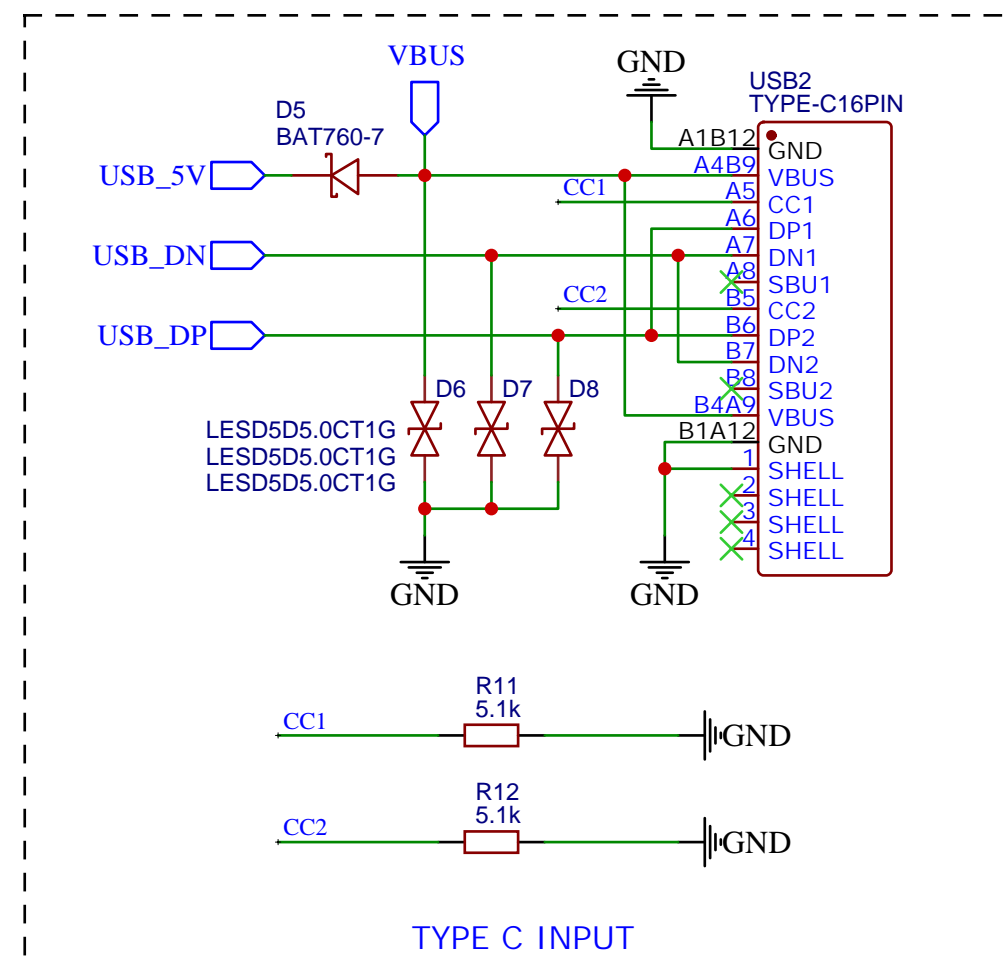 VBUS
GND
USB2
TYPE-C16PIN
D5
BAT760-7
USB_5V
USB_DN
USB_DP
CC1
CC2
A1B12
A4B9
A5
A6
A7
A8
B5
B6
B7
B8
B4A9
B1A12
1
2
3
4
GND
VBUS
CC1
DP1
DN1
SBU1
CC2
DP2
DN2
SBU2
VBUS
GND
SHELL
SHELL
SHELL
SHELL
D6
D7
D8
LESD5D5.0CT1G
LESD5D5.0CT1G
LESD5D5.0CT1G
GND
GND
R11
5.1k
CC1
GND
R12
5.1k
CC2
GND
TYPE C INPUT